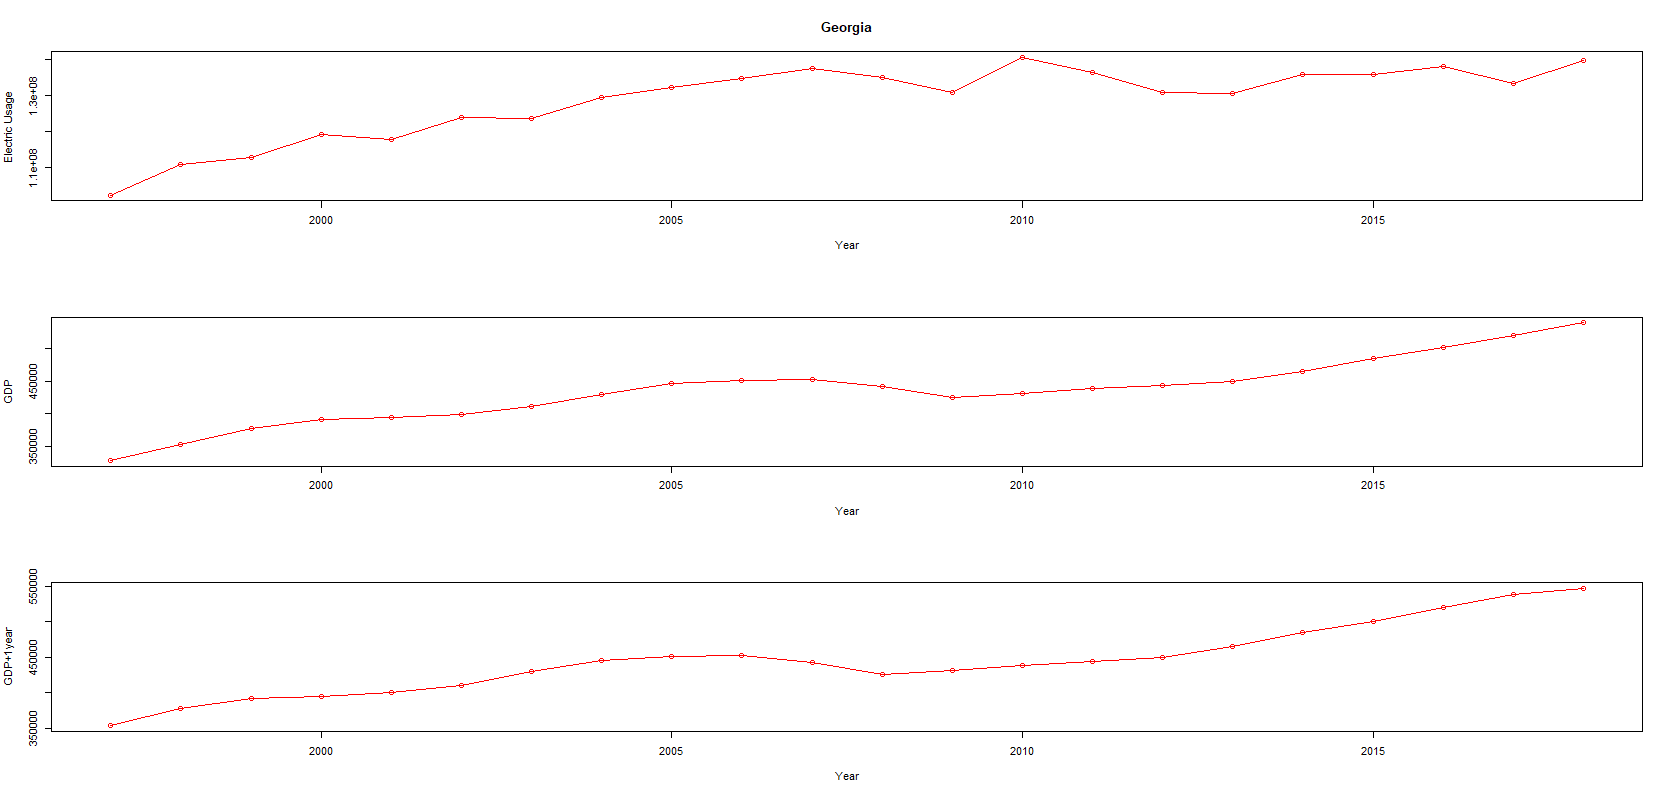 Georgia
Electric Usage
1.1e+08 1.3e+08
2000 2005 2010 2015
Year
GDP
350000 450000
2000 2005 2010 2015
Year
GDP+1year
350000 450000 550000
2000 2005 2010 2015
Year